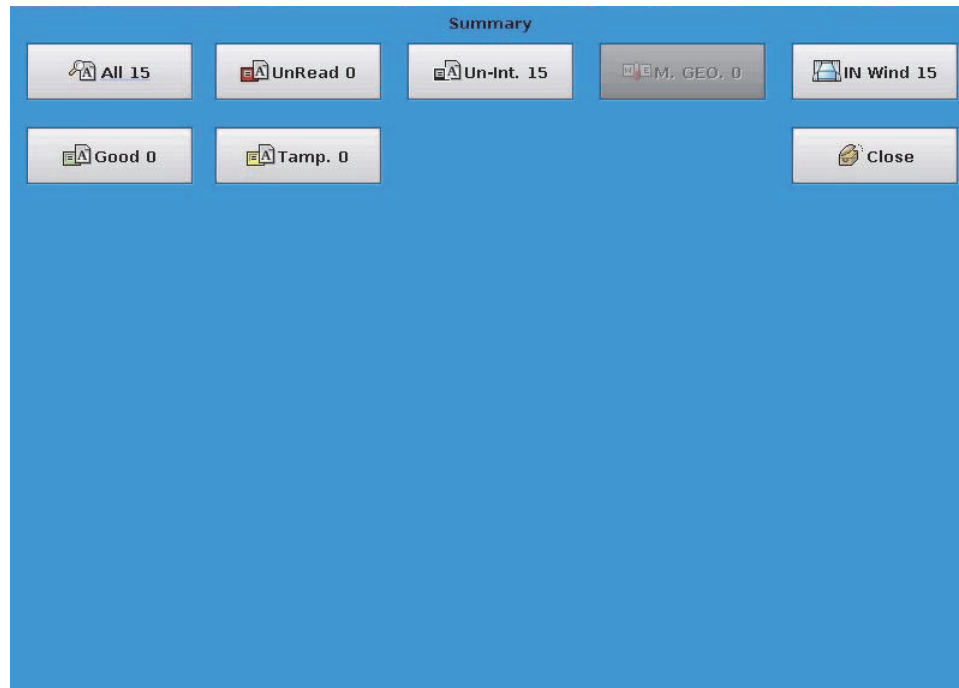 Summary
All 15
UnRead 0
Un-Int. 15
M. GEO. 0
IN Wind 15
Good 0
Tamp. 0
Close